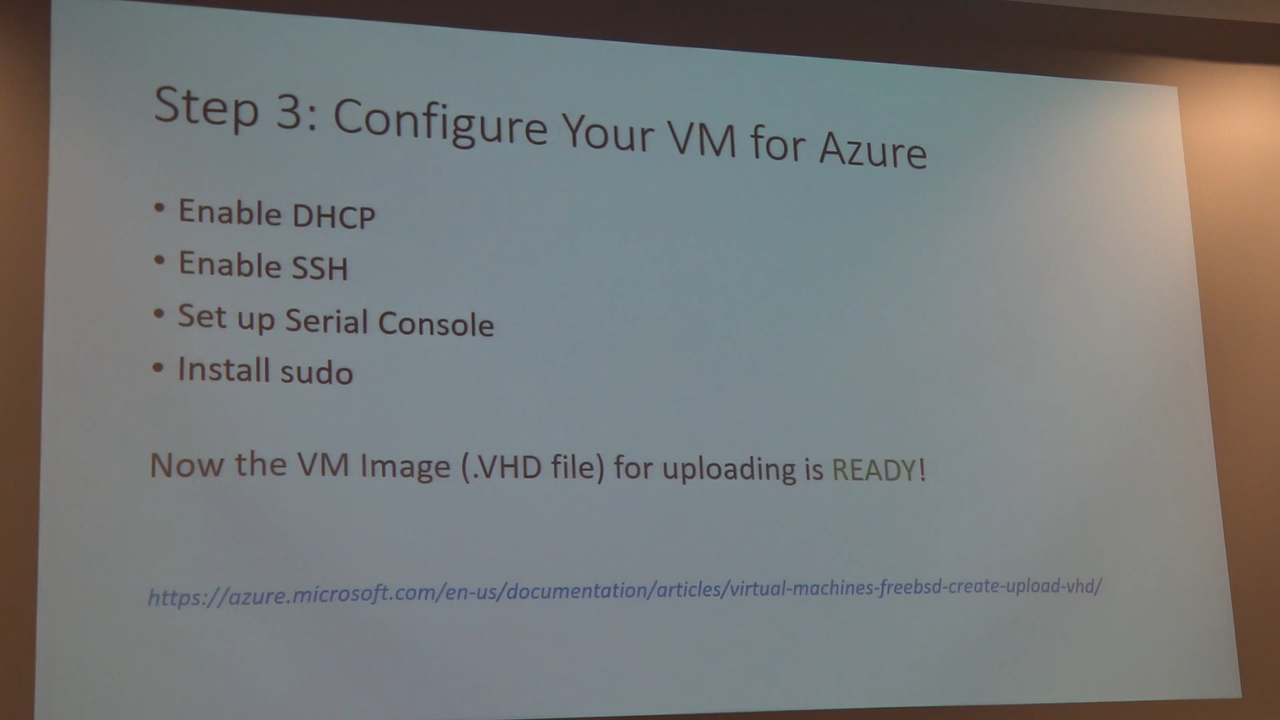 Step 3: Configure Your VM for Azure
• Enable DHCP
• Enable SSH
• Set up Serial Console
• Install sudo
Now the VM Image (.VHD file) for uploading is READY!
https://azure.microsoft.com/en-us/documentation/articles/virtual-machines-freebsd-create-upload-vhd/